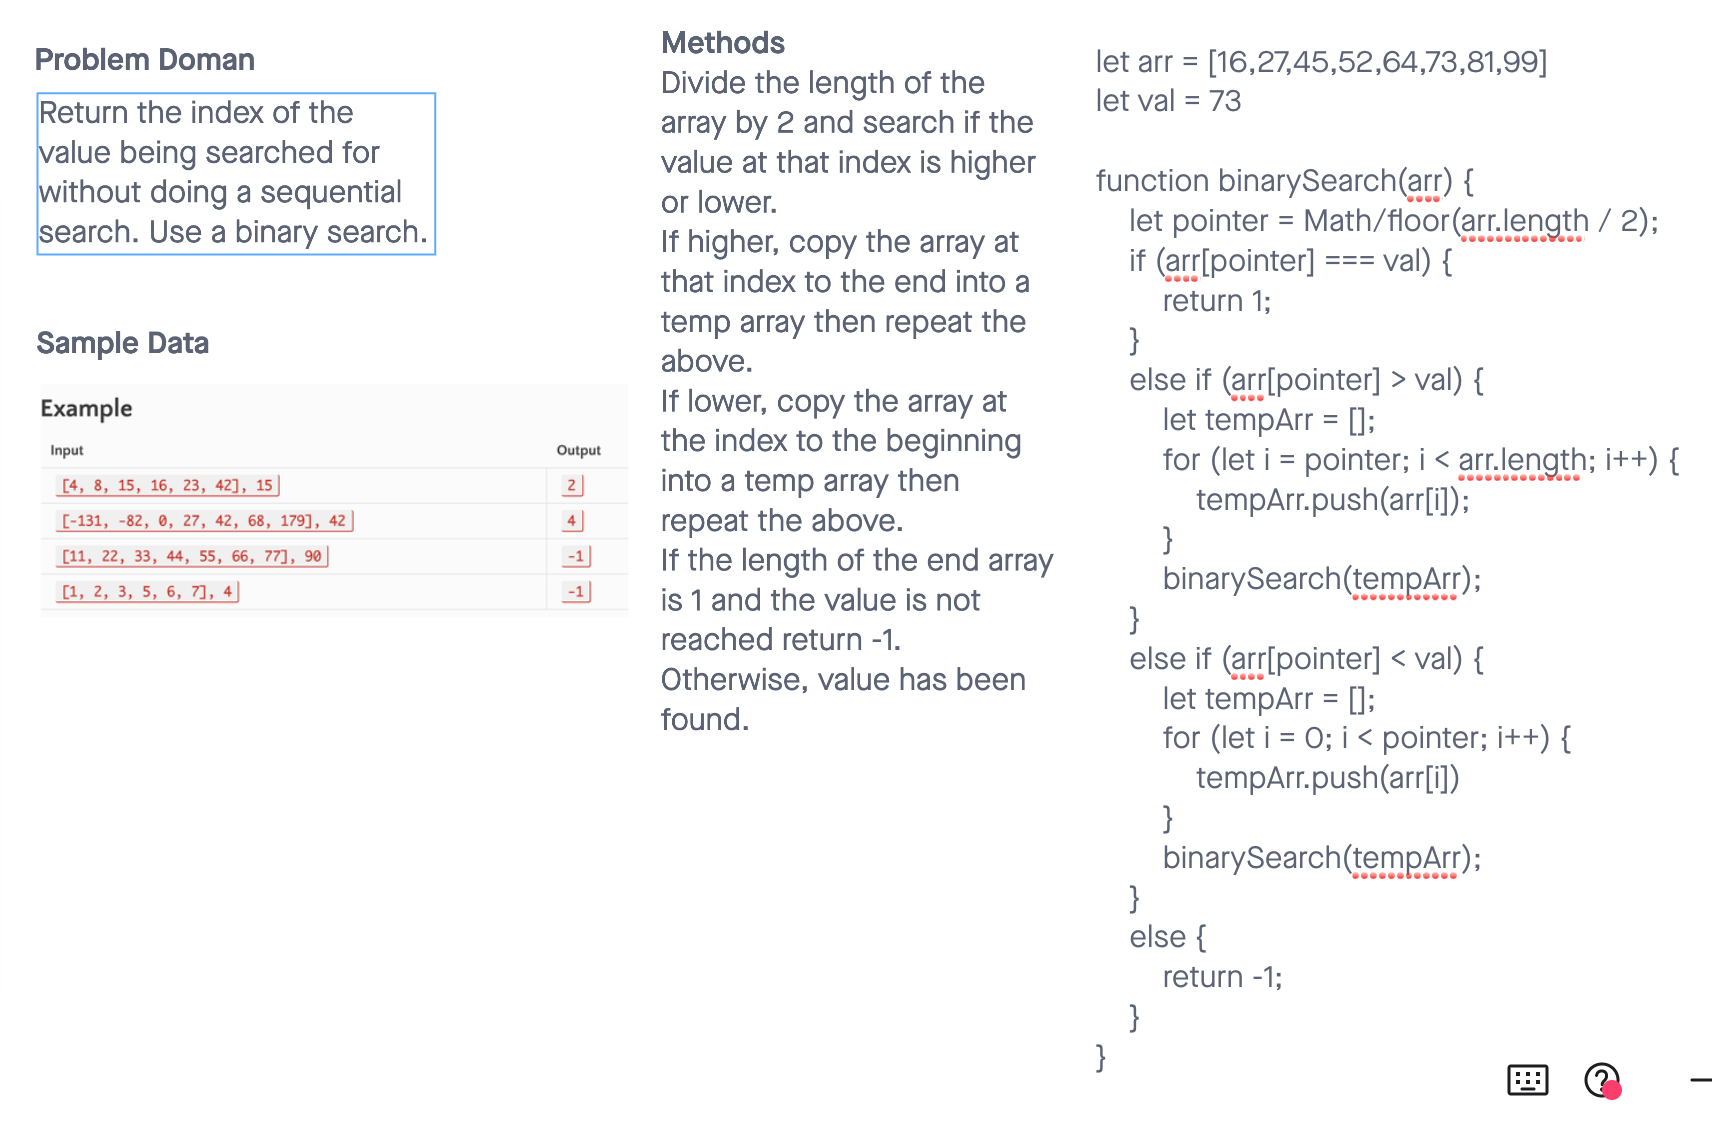 Problem Doman
Return the index of the
value being searched for
without doing a sequential
search. Use a binary search.
Sample Data
Example
Input Output
[4, 8, 15, 16, 23, 42], 15 2
[-131, -82, 0, 27, 42, 68, 179], 42 4
[11, 22, 33, 44, 55, 66, 77], 90 -1
[1, 2, 3, 5, 6, 7], 4 -1
Methods
Divide the length of the
array by 2 and search if the
value at that index is higher
or lower.
If higher, copy the array at
that index to the end into a
temp array then repeat the
above.
If lower, copy the array at
the index to the beginning
into a temp array then
repeat the above.
If the length of the end array
is 1 and the value is not
reached return -1.
Otherwise, value has been
found.
let arr = [16,27,45,52,64,73,81,99]
let val = 73
function binarySearch(arr) {
let pointer = Math/floor(arr.length / 2);
if (arr[pointer] === val) {
return 1;
}
else if (arr[pointer] > val) {
let tempArr = [];
for (let i = pointer; i < arr.length; i++) {
tempArr.push(arr[i]);
}
binarySearch(tempArr);
}
else if (arr[pointer] < val) {
let tempArr = [];
for (let i = 0; i < pointer; i++) {
tempArr.push(arr[i])
}
binarySearch(tempArr);
}
else {
return -1;
}
}